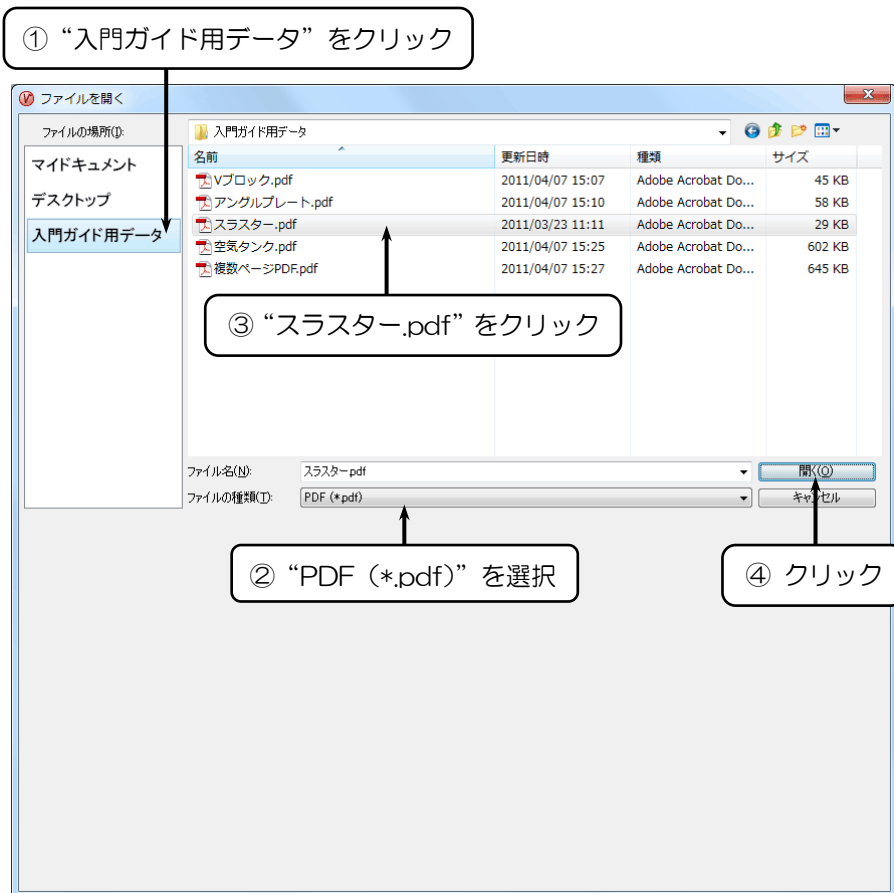 ① “入門ガイド用データ”をクリック
ファイルを開く
ファイルの場所(I):
入門ガイド用データ
マイドキュメント
デスクトップ
入門ガイド用データ
名前 更新日時 種類 サイズ
Vブロック.pdf 2011/04/07 15:07 Adobe Acrobat Do... 45 KB
アングルプレート.pdf 2011/04/07 15:10 Adobe Acrobat Do... 58 KB
スラスター.pdf 2011/03/23 11:11 Adobe Acrobat Do... 29 KB
空気タンク.pdf 2011/04/07 15:25 Adobe Acrobat Do... 602 KB
複数ページPDF.pdf 2011/04/07 15:27 Adobe Acrobat Do... 645 KB
③ “スラスター.pdf”をクリック
ファイル名(N): スラスター.pdf 開く(O)
ファイルの種類(T): PDF (*.pdf) キャンセル
② “PDF（*.pdf）”を選択
④ クリック